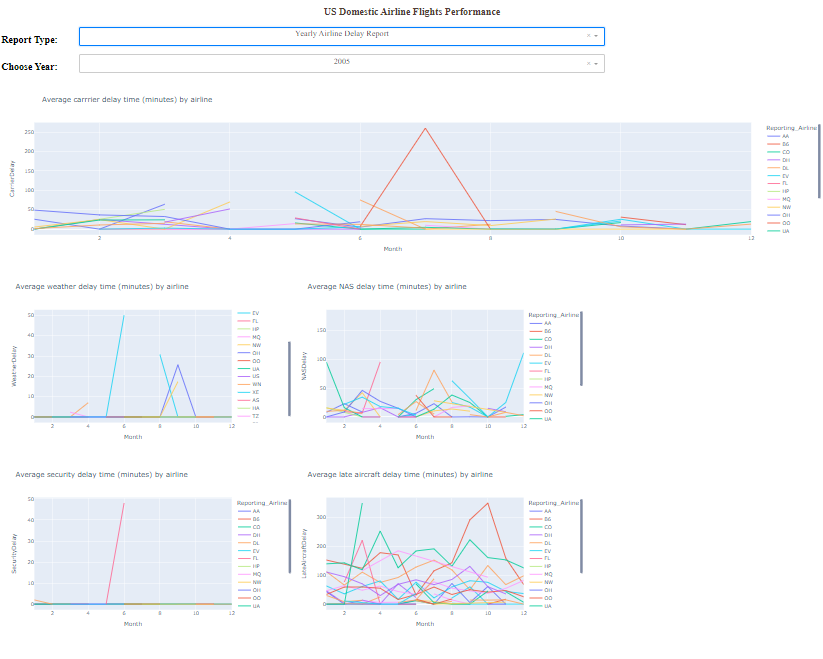 US Domestic Airline Flights Performance
Report Type:
Yearly Airline Delay Report
× 
Choose Year:
2005
× 
Average carrrier delay time (minutes) by airline
CarrierDelay
250
200
150
100
50
0
2
4
6
8
10
12
Month
Reporting_Airline
AA
B6
CO
DH
DL
EV
FL
HP
MQ
NW
OH
OO
UA
Average weather delay time (minutes) by airline
WeatherDelay
50
40
30
20
10
0
2
4
6
8
10
12
Month
EV
FL
HP
MQ
NW
OH
OO
UA
US
WN
XE
AS
HA
TZ
Average NAS delay time (minutes) by airline
NASDelay
150
100
50
0
2
4
6
8
10
12
Month
Reporting_Airline
AA
B6
CO
DH
DL
EV
FL
HP
MQ
NW
OH
OO
UA
Average security delay time (minutes) by airline
SecurityDelay
50
40
30
20
10
0
2
4
6
8
10
12
Month
Reporting_Airline
AA
B6
CO
DH
DL
EV
FL
HP
MQ
NW
OH
OO
UA
Average late aircraft delay time (minutes) by airline
LateAircraftDelay
300
200
100
0
2
4
6
8
10
12
Month
Reporting_Airline
AA
B6
CO
DH
DL
EV
FL
HP
MQ
NW
OH
OO
UA